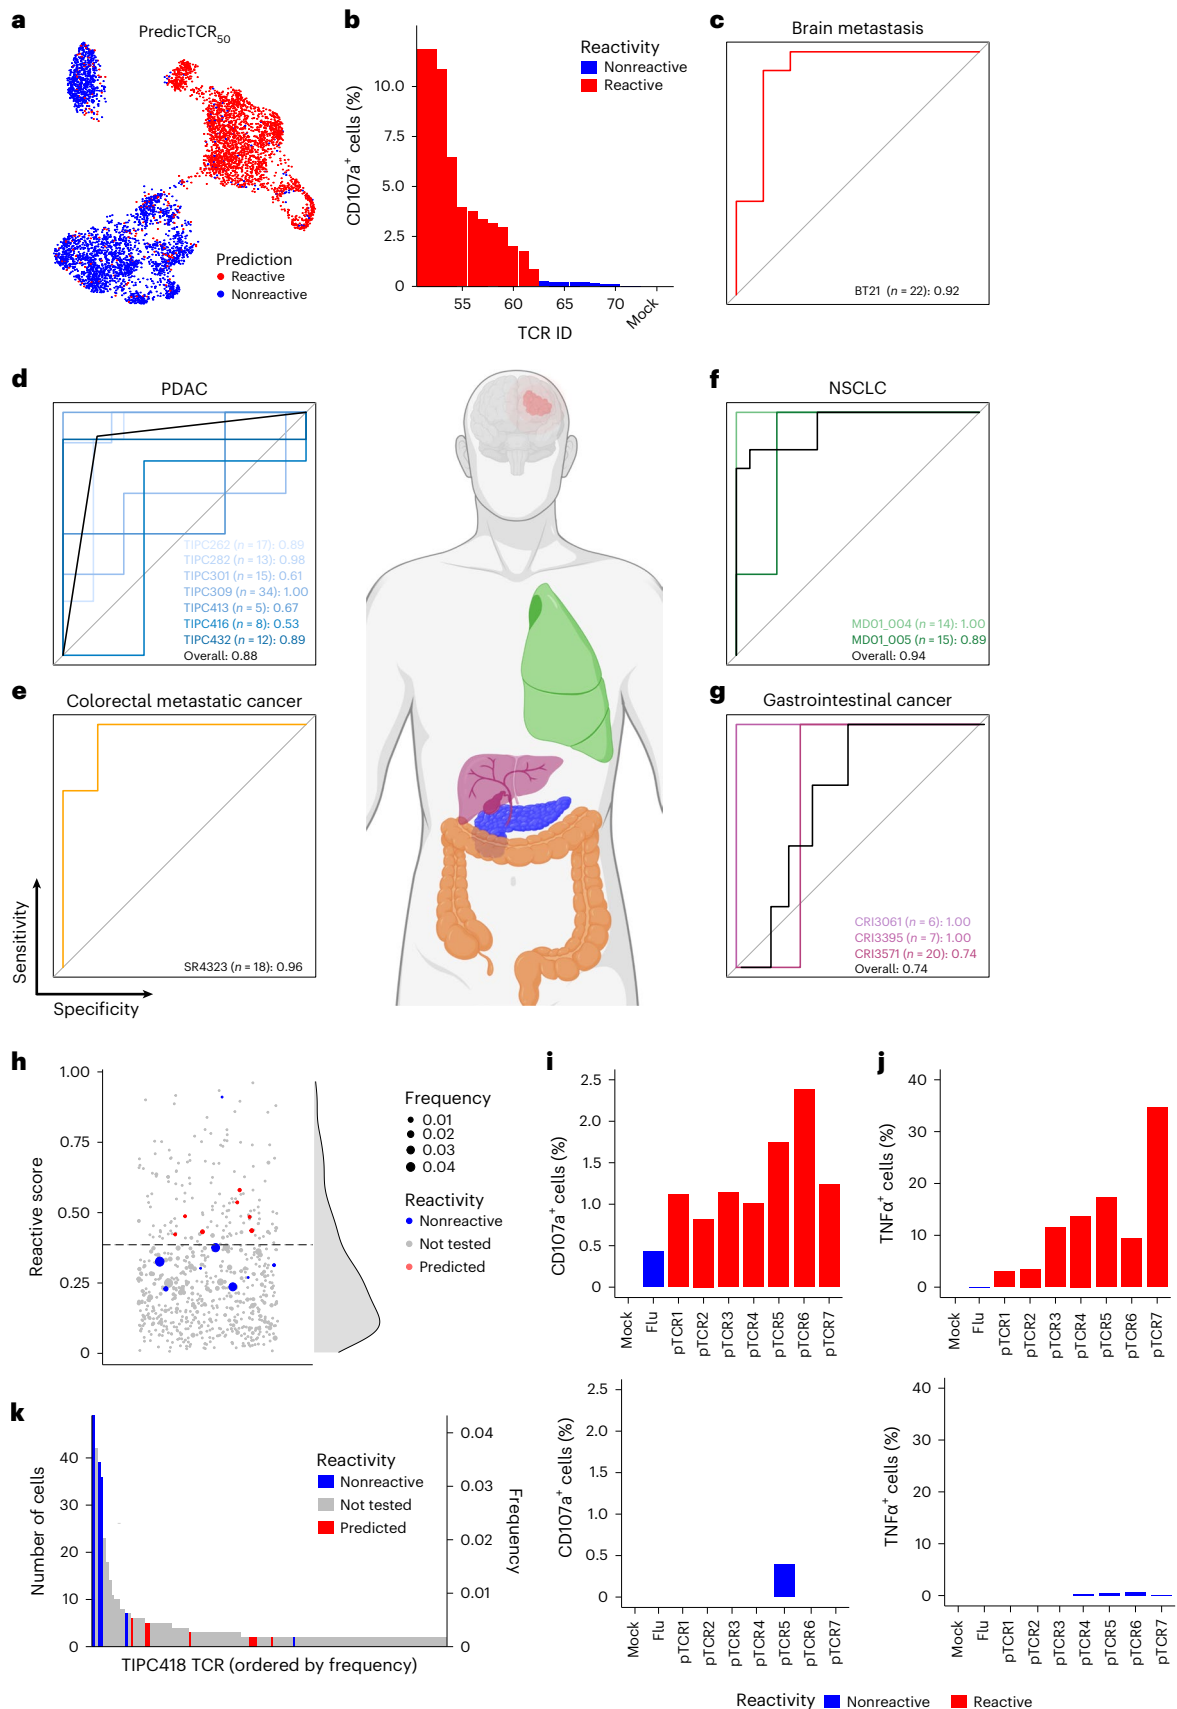 a
PredicTCR50
Prediction
Reactive
Nonreactive
b
CD107a+ cells (%)
10.0
7.5
5.0
2.5
0
55
60
65
70
Mock
TCR ID
Reactivity
Nonreactive
Reactive
c
Brain metastasis
BT21 (n = 22): 0.92
d
PDAC
TIPC262 (n = 17): 0.89
TIPC282 (n = 13): 0.98
TIPC301 (n = 15): 0.61
TIPC309 (n = 34): 1.00
TIPC413 (n = 5): 0.67
TIPC416 (n = 8): 0.53
TIPC432 (n = 12): 0.89
Overall: 0.88
f
NSCLC
MD01_004 (n = 14): 1.00
MD01_005 (n = 15): 0.89
Overall: 0.94
e
Colorectal metastatic cancer
SR4323 (n = 18): 0.96
Sensitivity
Specificity
g
Gastrointestinal cancer
CRI3061 (n = 6): 1.00
CRI3395 (n = 7): 1.00
CRI3571 (n = 20): 0.74
Overall: 0.74
h
Reactive score
1.00
0.75
0.50
0.25
0
Frequency
0.01
0.02
0.03
0.04
Reactivity
Nonreactive
Not tested
Predicted
i
CD107a+ cells (%)
2.5
2.0
1.5
1.0
0.5
0
Mock
Flu
pTCR1
pTCR2
pTCR3
pTCR4
pTCR5
pTCR6
pTCR7
CD107a+ cells (%)
2.5
2.0
1.5
1.0
0.5
0
Mock
Flu
pTCR1
pTCR2
pTCR3
pTCR4
pTCR5
pTCR6
pTCR7
j
TNFα+ cells (%)
40
30
20
10
0
Mock
Flu
pTCR1
pTCR2
pTCR3
pTCR4
pTCR5
pTCR6
pTCR7
TNFα+ cells (%)
40
30
20
10
0
Mock
Flu
pTCR1
pTCR2
pTCR3
pTCR4
pTCR5
pTCR6
pTCR7
k
Number of cells
40
30
20
10
0
Reactivity
Nonreactive
Not tested
Predicted
0.04
0.03
0.02
0.01
0
Frequency
TIPC418 TCR (ordered by frequency)
Reactivity
Nonreactive
Reactive